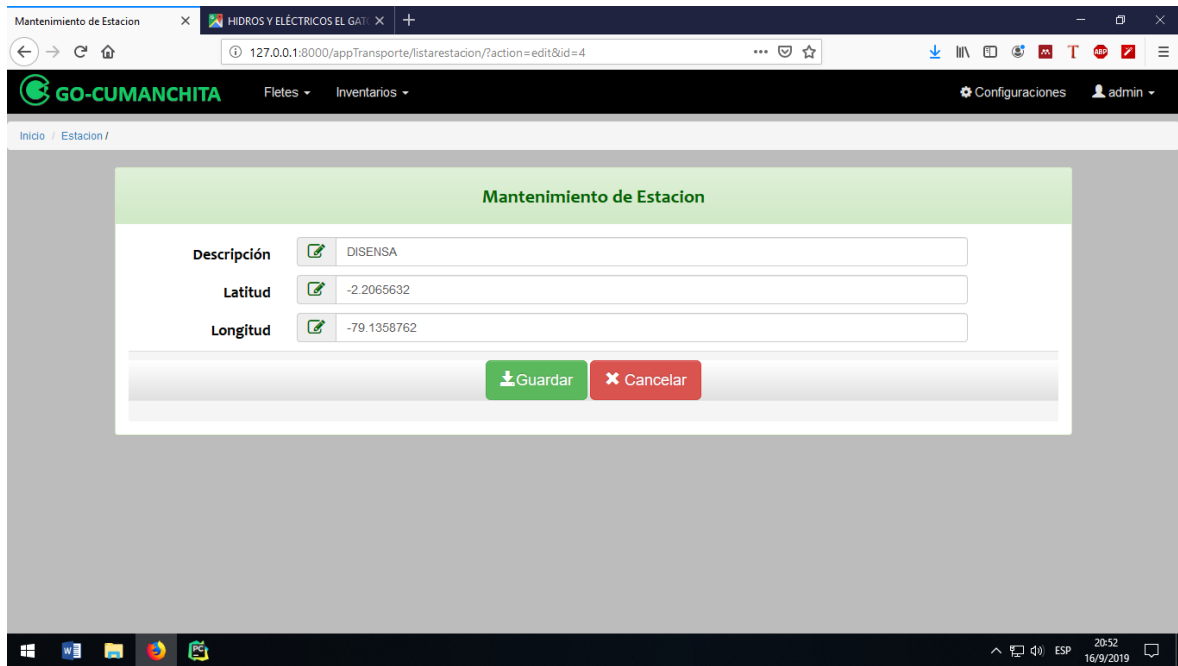 Mantenimiento de Estacion
HIDROS Y ELÉCTRICOS EL GAT
127.0.0.1:8000/appTransporte/listarestacion/?action=edit&id=4
GO-CUMANCHITA
Fletes
Inventarios
Configuraciones
admin
Inicio / Estacion /
Mantenimiento de Estacion
Descripción
DISENSA
Latitud
-2.2065632
Longitud
-79.1358762
Guardar
Cancelar
ESP
20:52
16/9/2019